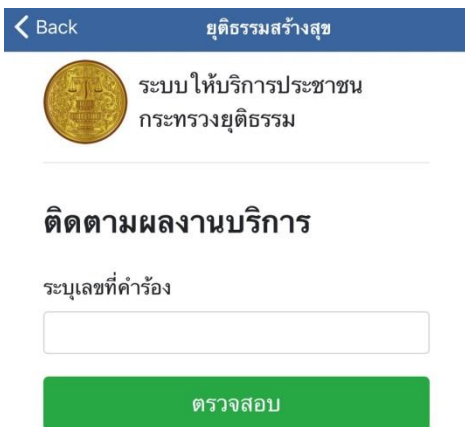 Back
ยุติธรรมสร้างสุข
ระบบให้บริการประชาชน
กระทรวงยุติธรรม
ติดตามผลงานบริการ
ระบุเลขที่คำร้อง
ตรวจสอบ